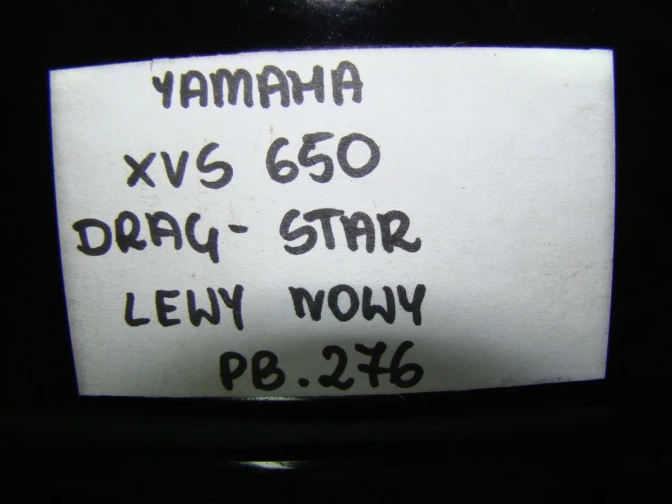 YAMAHA
XVS 650
DRAG- STAR
LEWY NOWY
PB.276